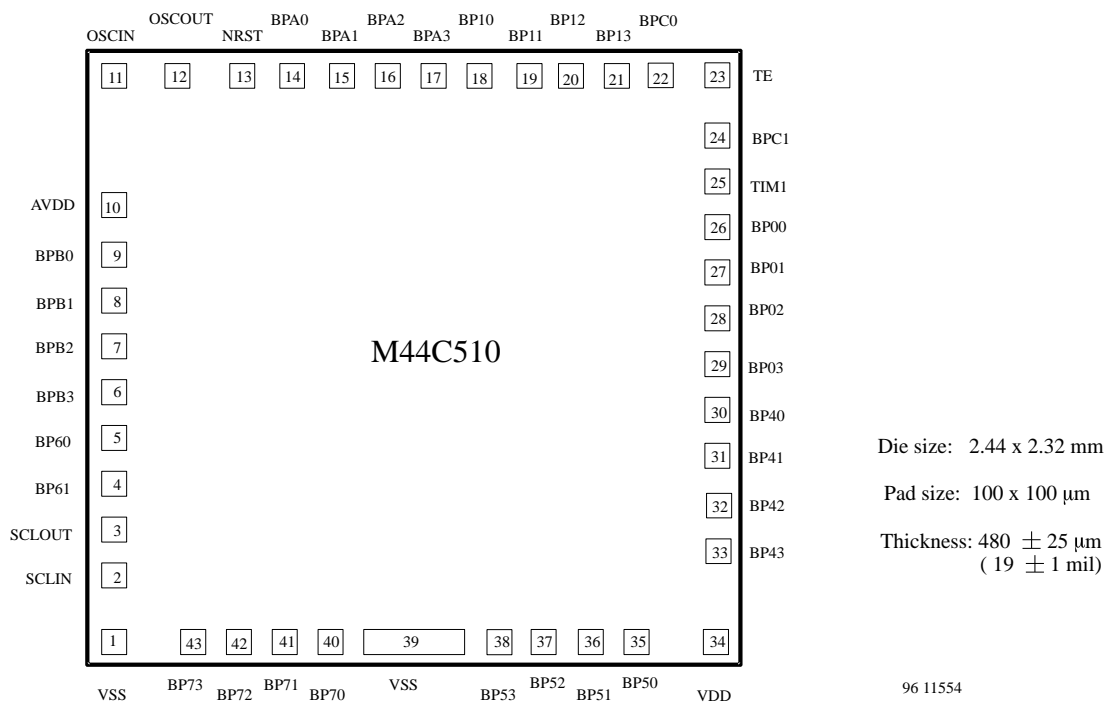 OSCOUT BPA0 BPA2 BP10 BP12 BPC0
OSCIN NRST BPA1 BPA3 BP11 BP13
11 12 13 14 15 16 17 18 19 20 21 22 23 TE
24 BPC1
25 TIM1
AVDD 10
26 BP00
BPB0 9
27 BP01
BPB1 8
28 BP02
BPB2 7
M44C510
29 BP03
BPB3 6
30 BP40
BP60 5
31 BP41
Die size: 2.44 x 2.32 mm
BP61 4
Pad size: 100 x 100 μm
32 BP42
SCLOUT 3
33 BP43
Thickness: 480 ± 25 μm
( 19 ± 1 mil)
SCLIN 2
1 43 42 41 40 39 38 37 36 35 34
VSS BP73 BP72 BP71 BP70 VSS BP53 BP52 BP51 BP50 VDD
96 11554